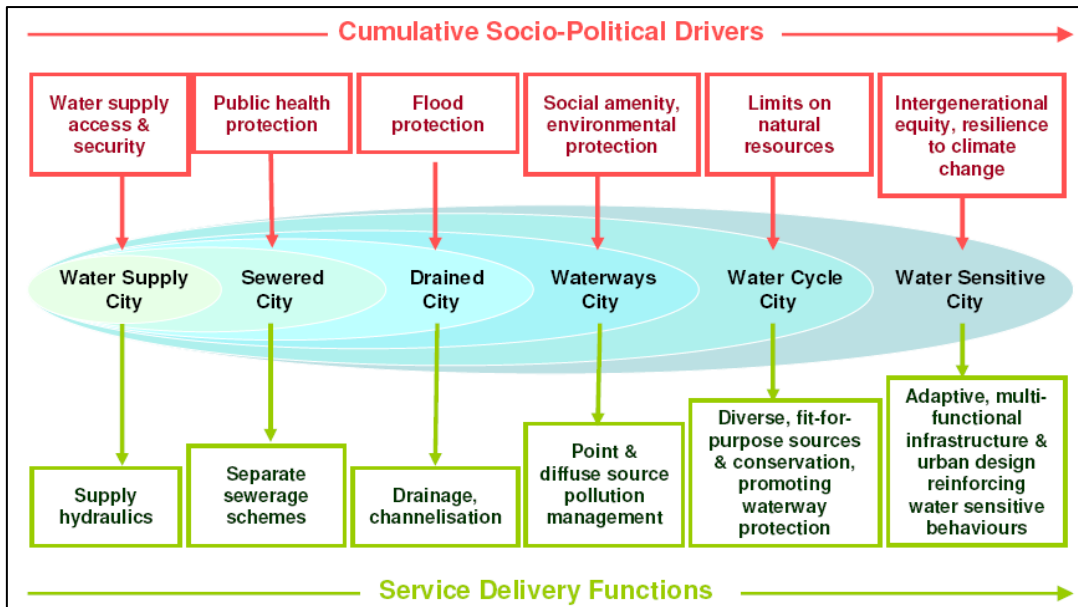 Cumulative Socio-Political Drivers
Water supply
access &
security
Public health
protection
Flood
protection
Social amenity,
environmental
protection
Limits on
natural
resources
Intergenerational
equity, resilience
to climate
change
Water Supply
City
Sewered
City
Drained
City
Waterways
City
Water Cycle
City
Water Sensitive
City
Supply
hydraulics
Separate
sewerage
schemes
Drainage,
channelisation
Point &
diffuse source
pollution
management
Diverse, fit-for-
purpose sources
& conservation,
promoting
waterway
protection
Adaptive, multi-
functional
infrastructure &
urban design
reinforcing
water sensitive
behaviours
Service Delivery Functions